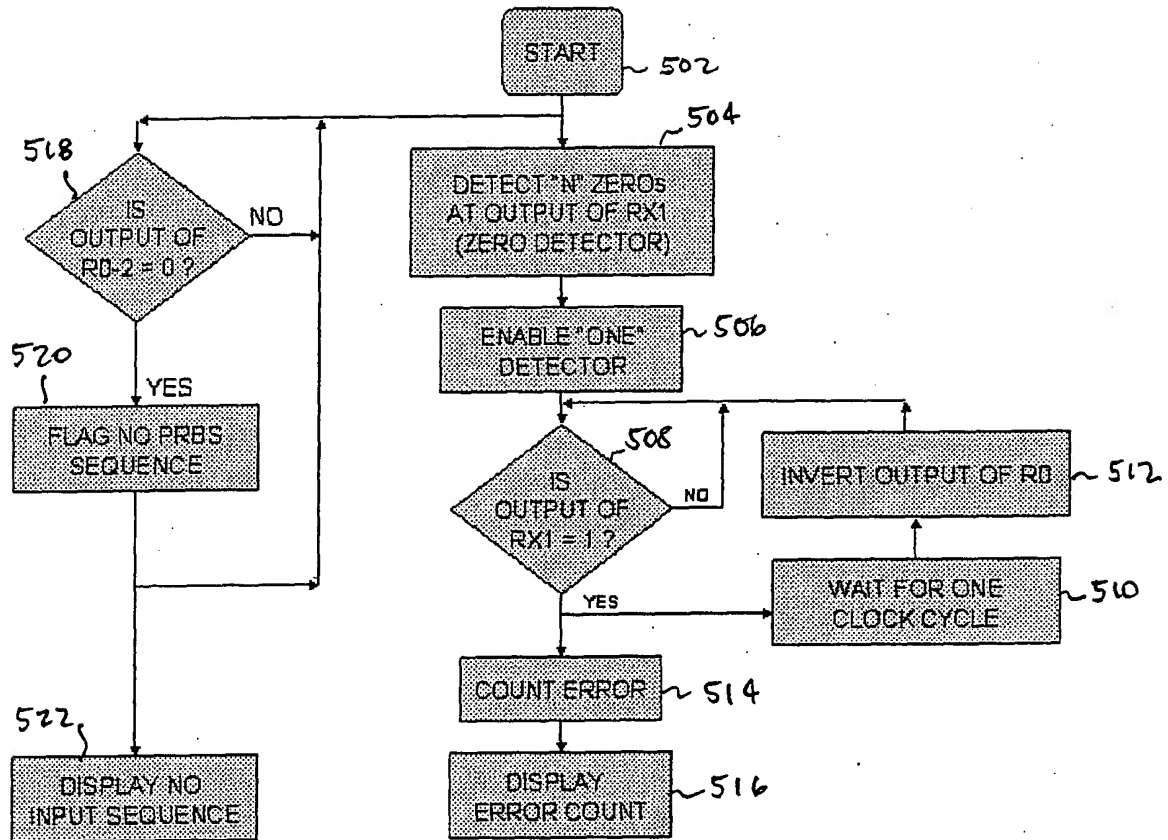 START
502
504
DETECT "N" ZEROs
AT OUTPUT OF RX1
(ZERO DETECTOR)
518
IS
OUTPUT OF
RD-2 = 0 ?
NO
YES
506
ENABLE "ONE"
DETECTOR
520
FLAG NO PRBS
SEQUENCE
508
IS
OUTPUT OF
RX1 = 1 ?
NO
YES
INVERT OUTPUT OF RD
512
WAIT FOR ONE
CLOCK CYCLE
510
COUNT ERROR
514
522
DISPLAY NO
INPUT SEQUENCE
DISPLAY
ERROR COUNT
516